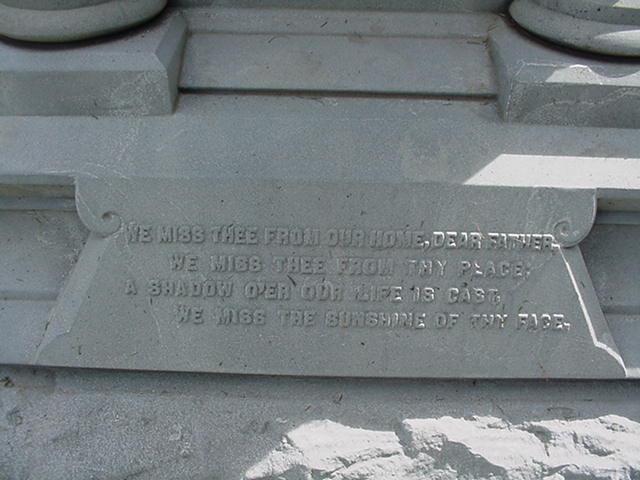 WE MISS THEE FROM OUR HOME, DEAR FATHER,
WE MISS THEE FROM THY PLACE;
A SHADOW O'ER OUR LIFE IS CAST,
WE MISS THE SUNSHINE OF THY FACE.